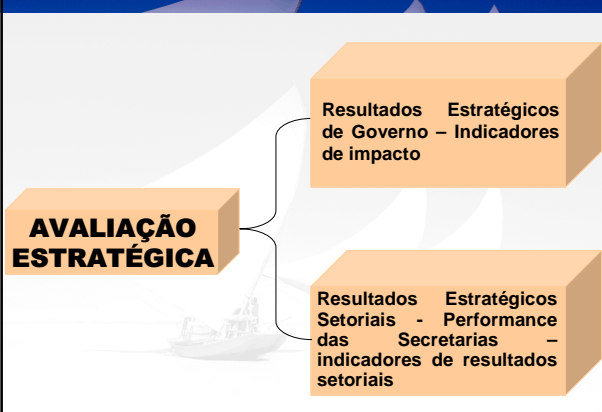 Resultados Estratégicos
de Governo – Indicadores
de impacto
AVALIAÇÃO
ESTRATÉGICA
Resultados Estratégicos
Setoriais - Performance
das Secretarias –
indicadores de resultados
setoriais